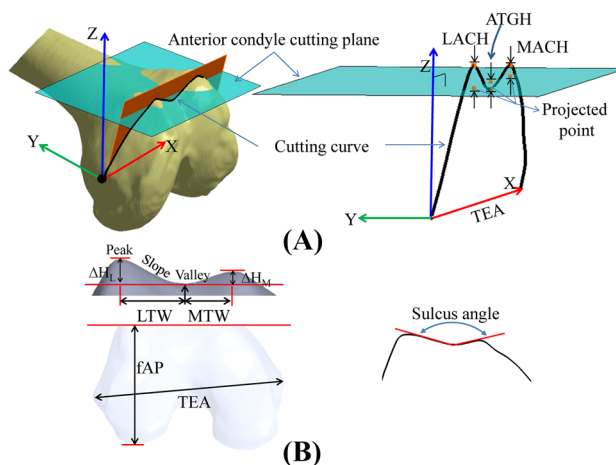 Z
Anterior condyle cutting plane
Y
X
Cutting curve
ATGH
LACH
MACH
Z
Projected
point
X
Y
TEA
(A)
Peak
Slope
ΔH_L
Valley
ΔH_M
LTW
MTW
fAP
TEA
Sulcus angle
(B)